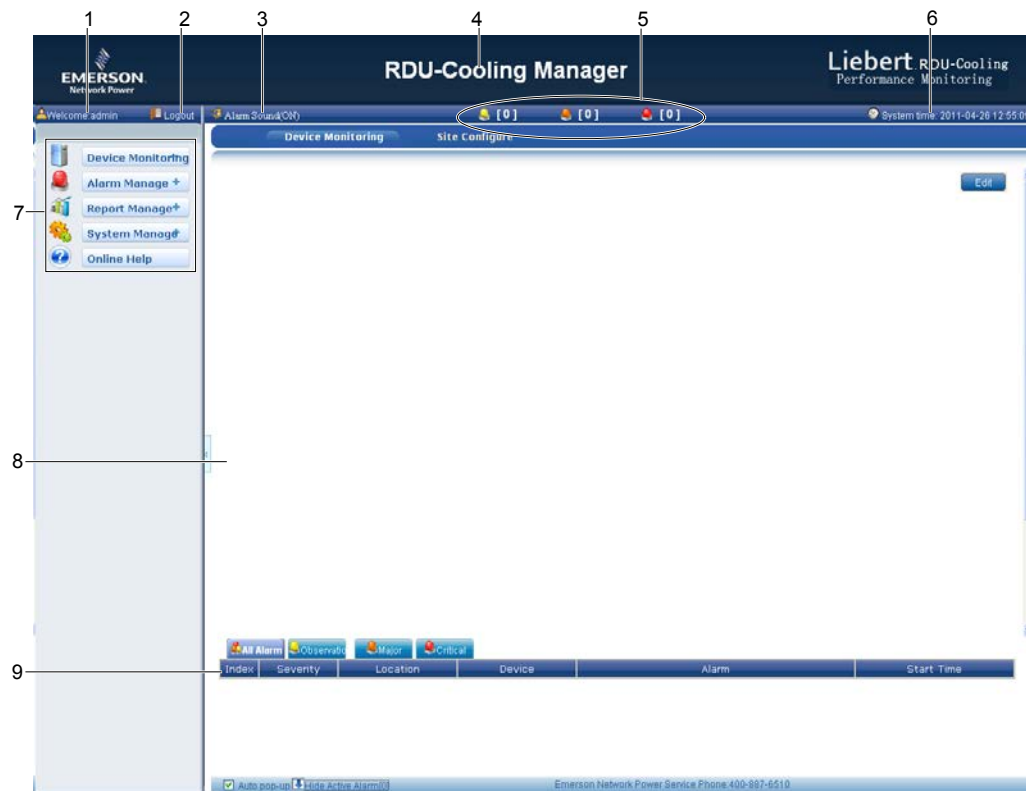 1 2 3 4 5 6
EMERSON.
Network Power
RDU-Cooling Manager
Liebert. RDU-Cooling
Performance Monitoring
Welcome:admin Logout Alarm Sound(ON) [0] [0] [0] System time: 2011-04-26 12:55:0
Device Monitoring Site Configure
Device Monitoring
Edit
Alarm Manage +
7
Report Manage+
System Manage+
Online Help
8
All Alarm Observatio Major Critical
9
Index Severity Location Device Alarm Start Time
Auto pop-up Hide Active Alarm Emerson Network Power Service Phone:400-887-6510